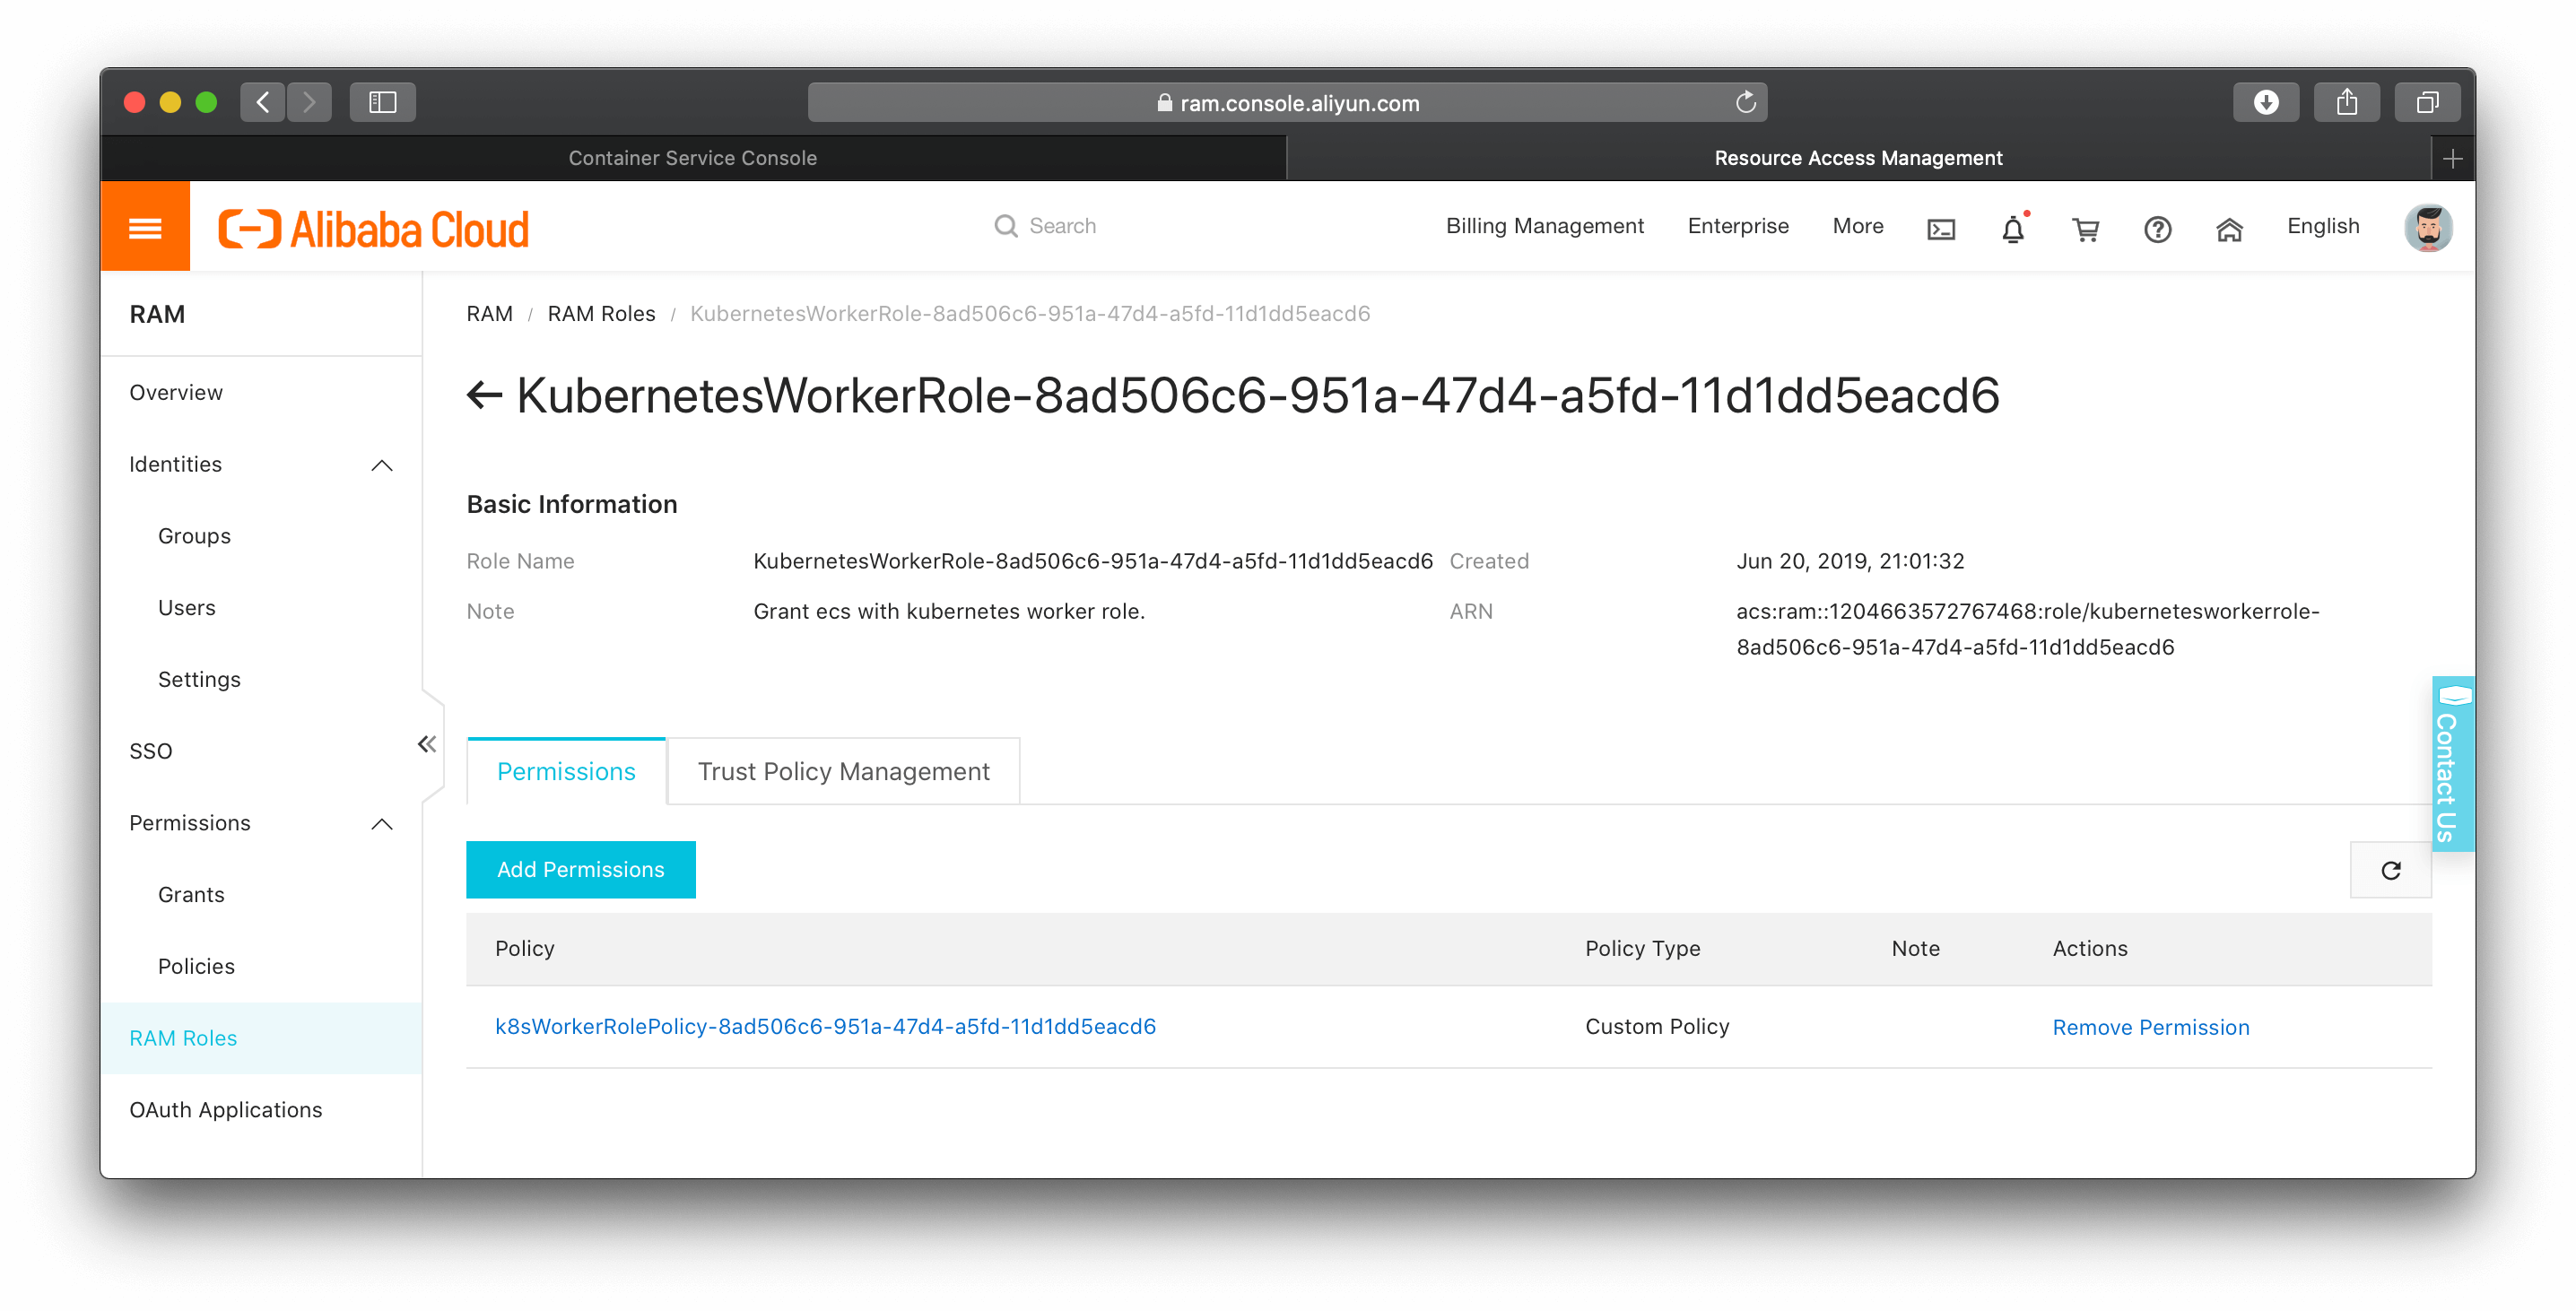 ram.console.aliyun.com
Container Service Console
Resource Access Management
Alibaba Cloud
Search
Billing Management
Enterprise
More
English
RAM
Overview
Identities
Groups
Users
Settings
SSO
Permissions
Grants
Policies
RAM Roles
OAuth Applications
RAM / RAM Roles / KubernetesWorkerRole-8ad506c6-951a-47d4-a5fd-11d1dd5eacd6
KubernetesWorkerRole-8ad506c6-951a-47d4-a5fd-11d1dd5eacd6
Basic Information
Role Name KubernetesWorkerRole-8ad506c6-951a-47d4-a5fd-11d1dd5eacd6 Created Jun 20, 2019, 21:01:32
Note Grant ecs with kubernetes worker role. ARN acs:ram::1204663572767468:role/kubernetesworkerrole-
8ad506c6-951a-47d4-a5fd-11d1dd5eacd6
Permissions
Trust Policy Management
Contact Us
Add Permissions
Policy Policy Type Note Actions
k8sWorkerRolePolicy-8ad506c6-951a-47d4-a5fd-11d1dd5eacd6 Custom Policy Remove Permission